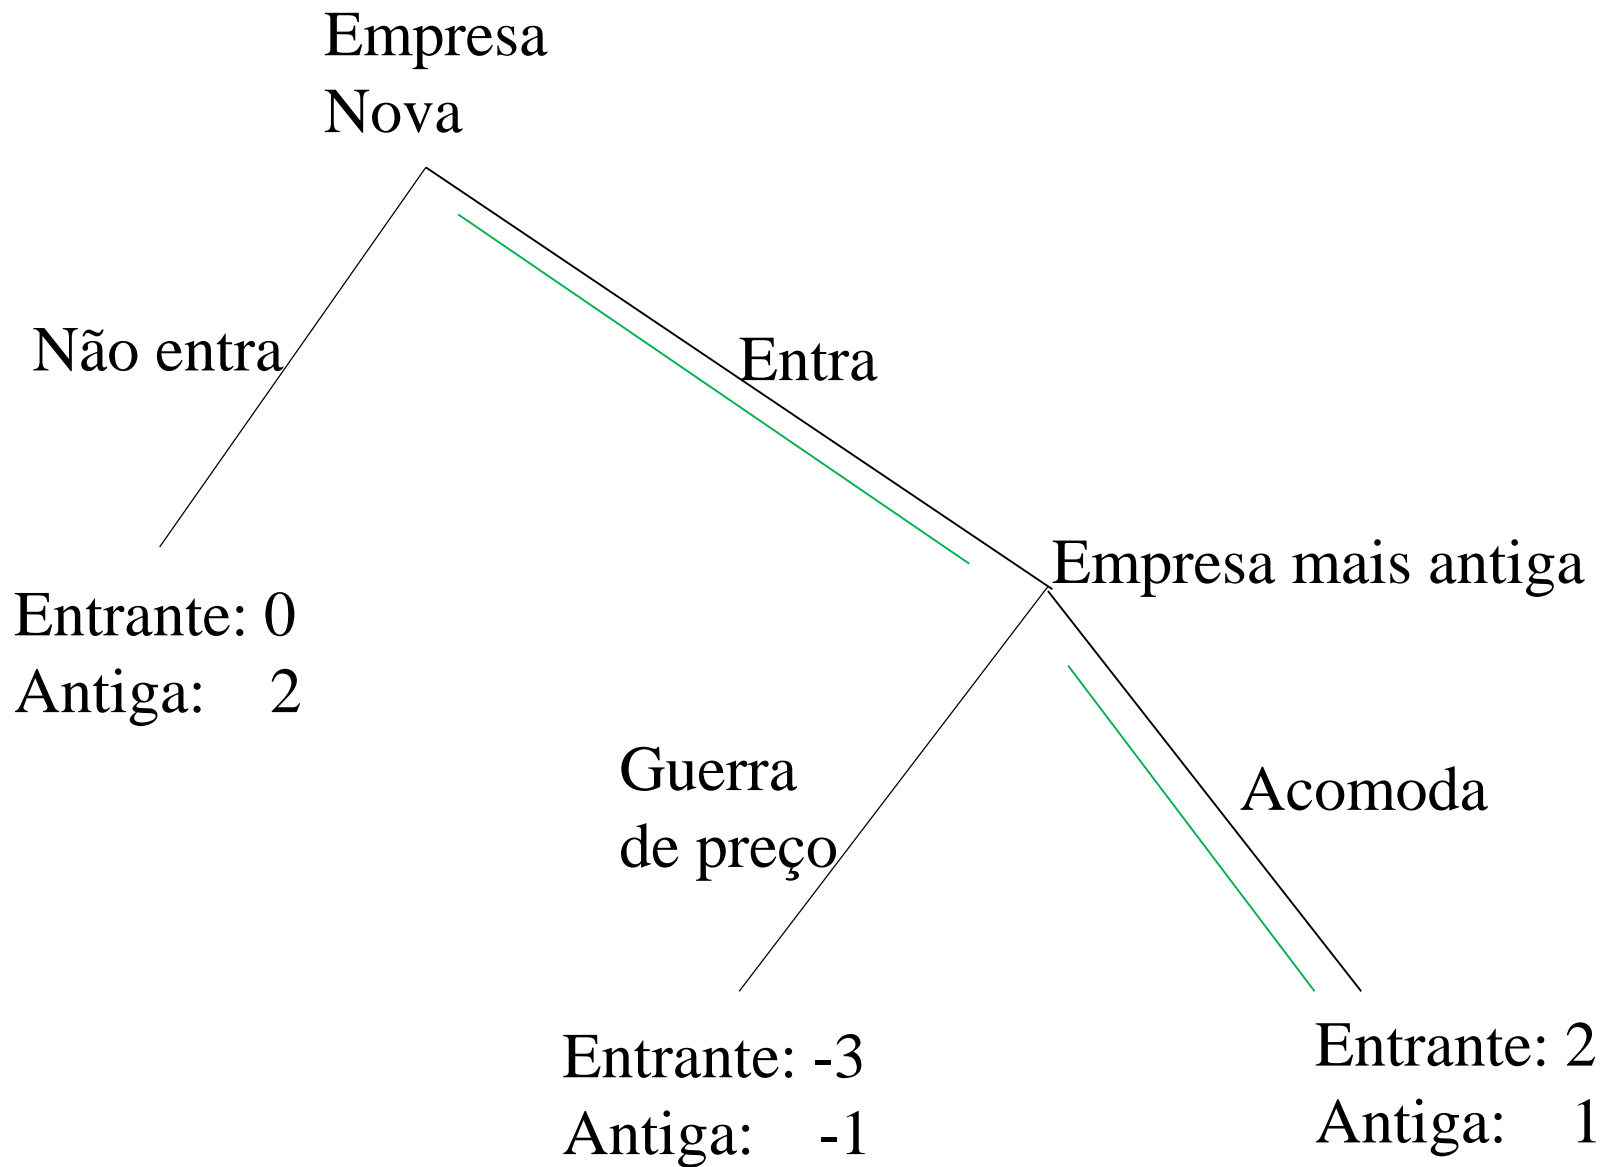 Empresa
Nova
Não entra
Entra
Empresa mais antiga
Entrante: 0
Antiga: 2
Guerra
de preço
Acomoda
Entrante: -3
Antiga: -1
Entrante: 2
Antiga: 1